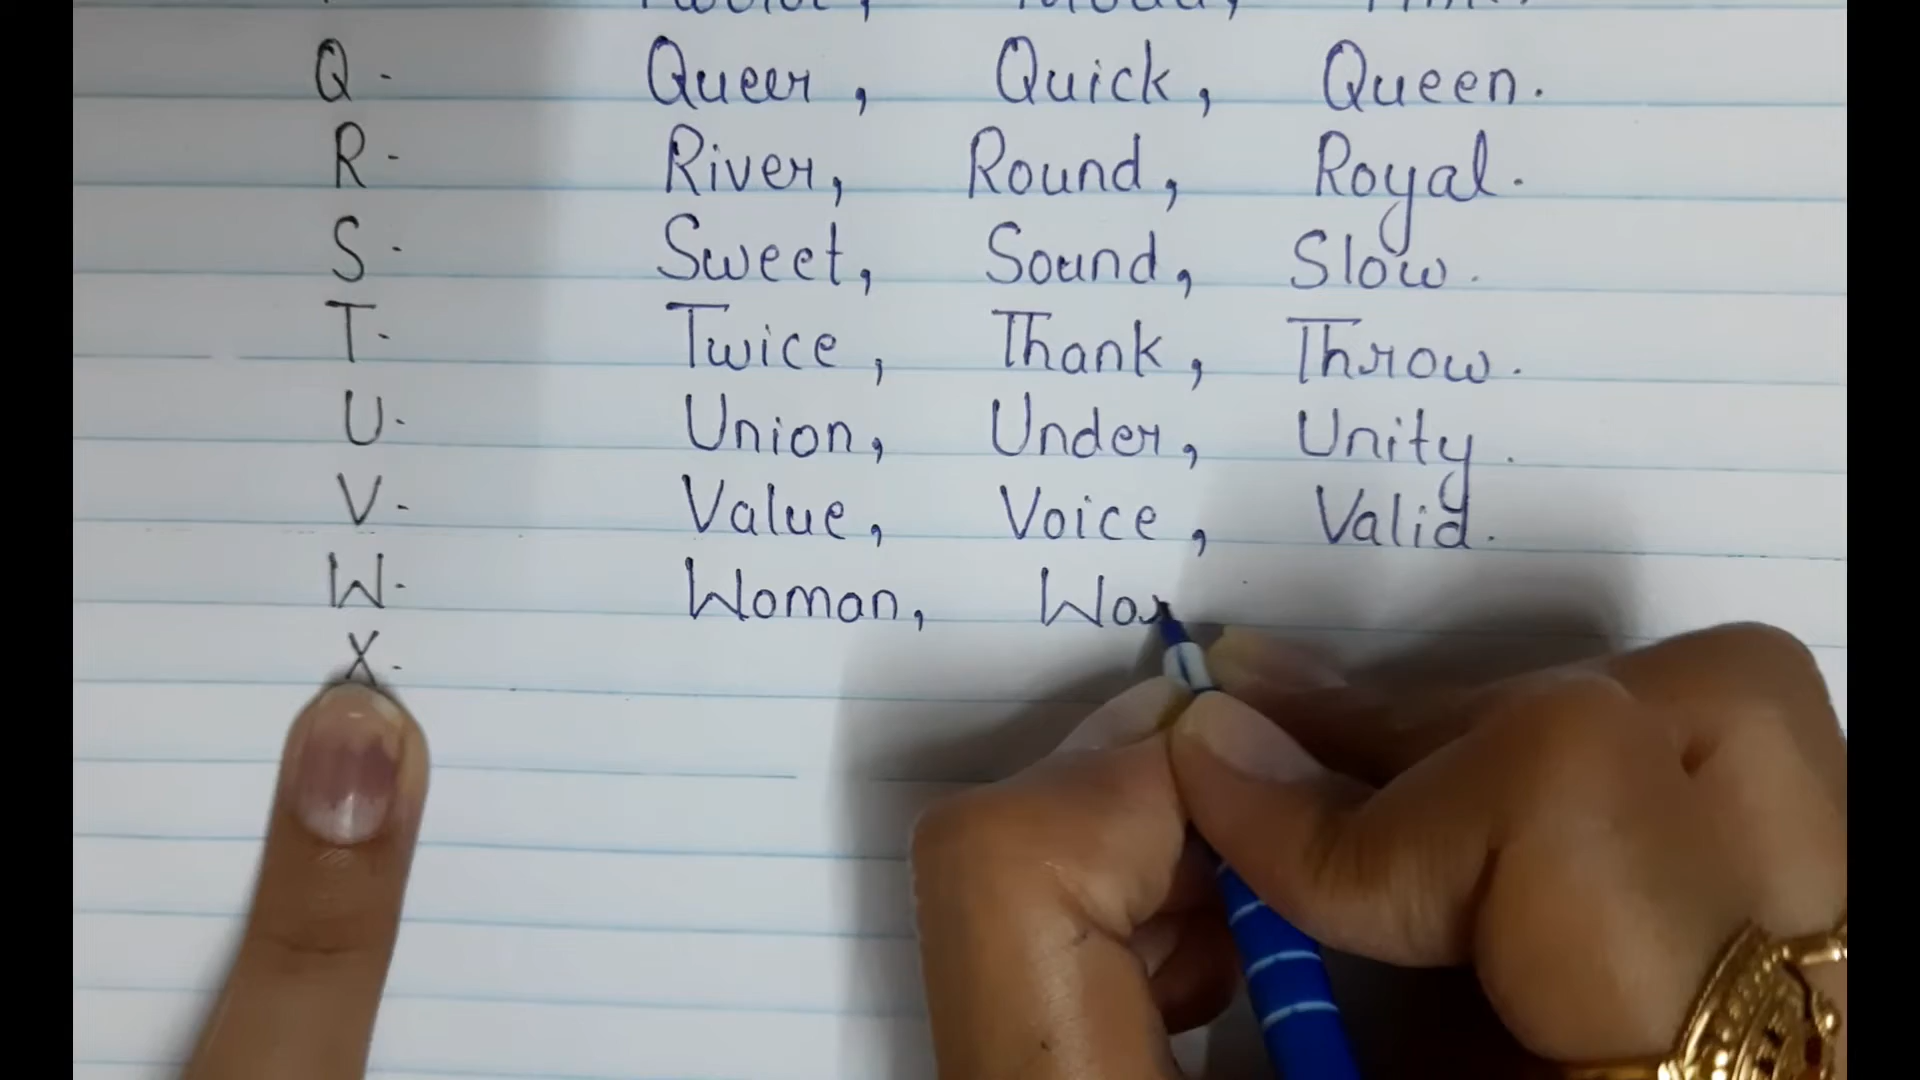 Q - Queer, Quick, Queen.
R - River, Round, Royal.
S - Sweet, Sound, Slow.
T - Twice, Thank, Throw.
U - Union, Under, Unity.
V - Value, Voice, Valid.
W - Woman,
X -